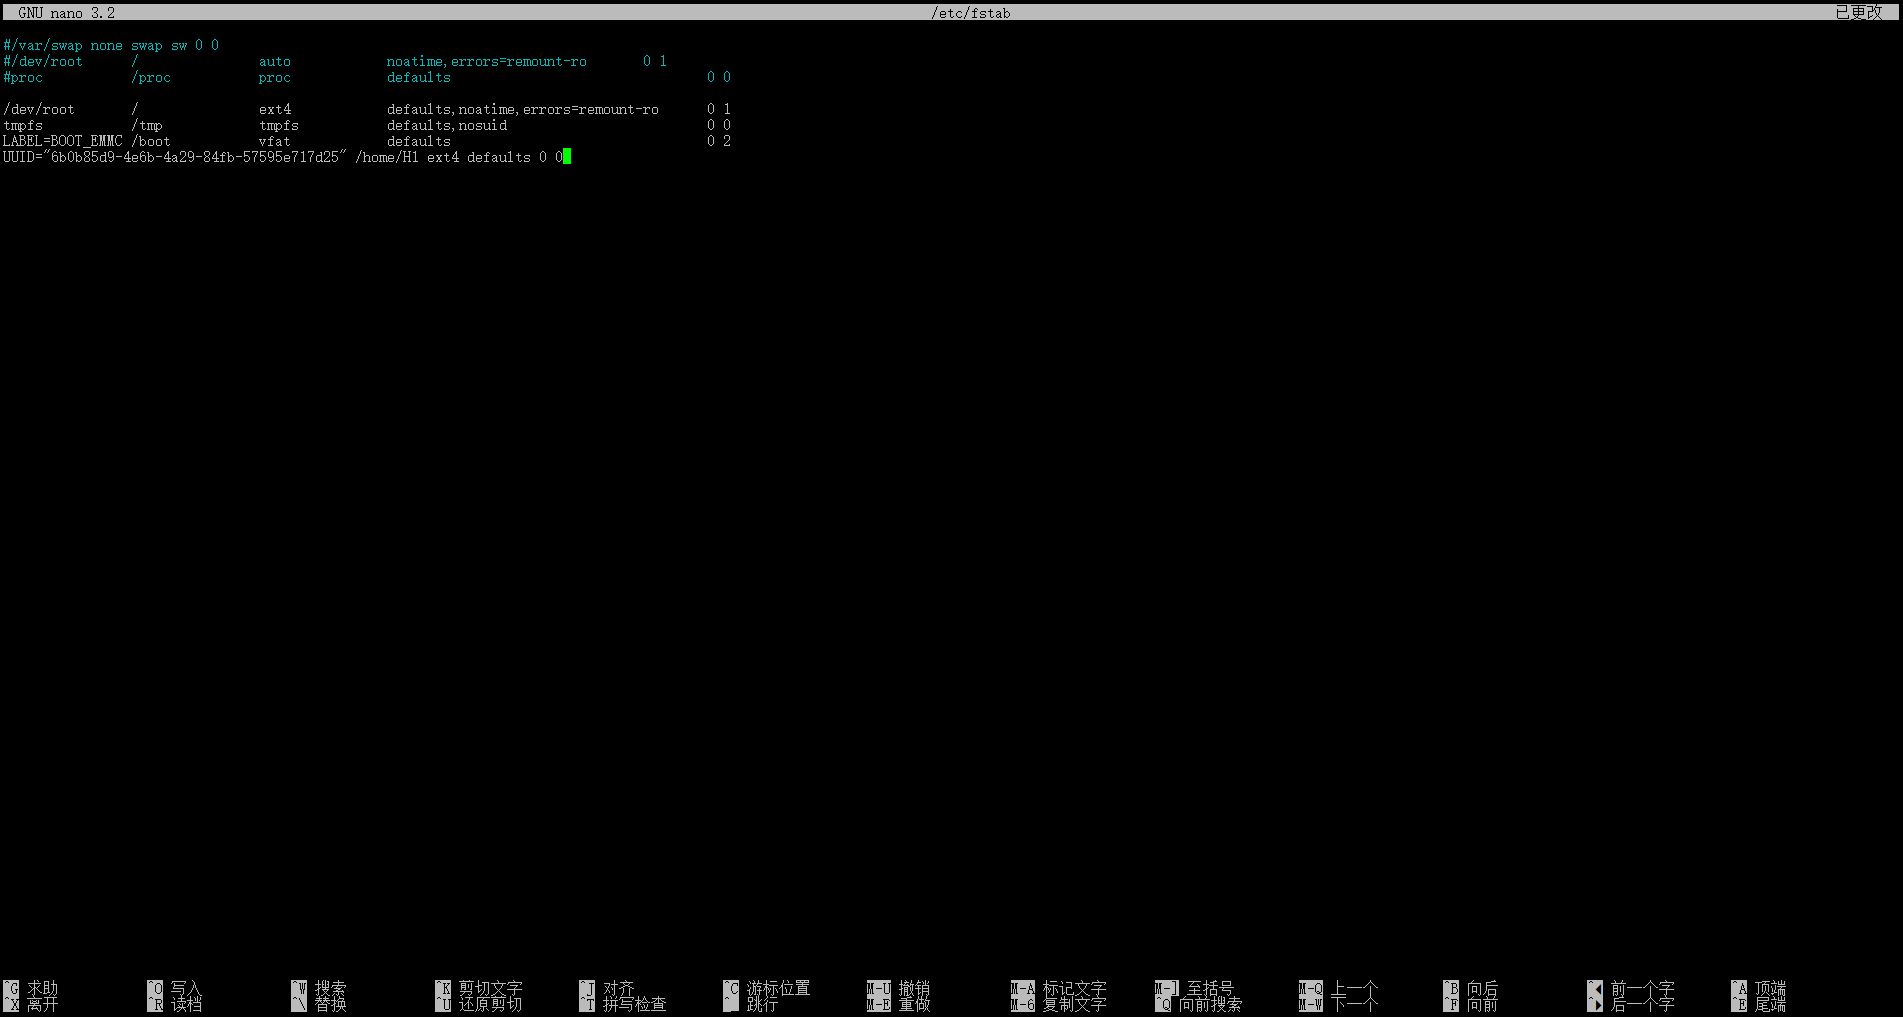 GNU nano 3.2 /etc/fstab 已更改
#/var/swap none swap sw 0 0
#/dev/root / auto noatime,errors=remount-ro 0 1
#proc /proc proc defaults 0 0
/dev/root / ext4 defaults,noatime,errors=remount-ro 0 1
tmpfs /tmp tmpfs defaults,nosuid 0 0
LABEL=BOOT_EMMC /boot vfat defaults 0 2
UUID="6b0b85d9-4e6b-4a29-84fb-57595e717d25" /home/H1 ext4 defaults 0 0
^G 求助 ^O 写入 ^W 搜索 ^K 剪切文字 ^J 对齐 ^C 游标位置 M-U 撤销 M-A 标记文字 M-] 至括号 M-Q 上一个 ^B 向后 ^◀ 前一个字 ^A 顶端
^X 离开 ^R 读档 ^\ 替换 ^U 还原剪切 ^T 拼写检查 ^_ 跳行 M-E 重做 M-6 复制文字 ^Q 向前搜索 M-W 下一个 ^F 向前 ^▶ 后一个字 ^E 尾端